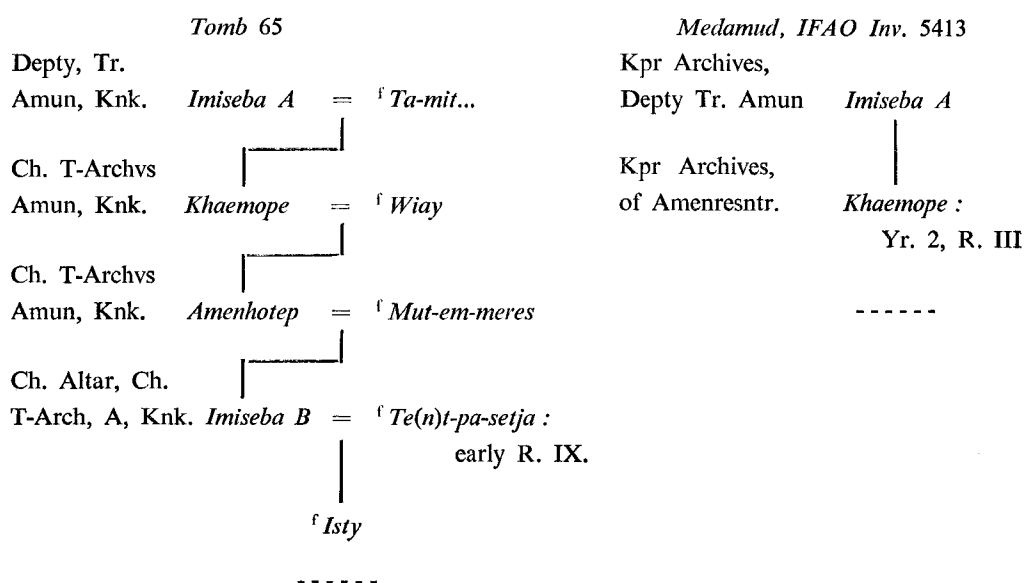 Tomb 65
Depty, Tr.
Amun, Knk. Imiseba A = ᶠ Ta-mit...
Ch. T-Archvs
Amun, Knk. Khaemope = ᶠ Wiay
Ch. T-Archvs
Amun, Knk. Amenhotep = ᶠ Mut-em-meres
Ch. Altar, Ch.
T-Arch, A, Knk. Imiseba B = ᶠ Te(n)t-pa-setja :
early R. IX.
ᶠ Isty
------
Medamud, IFAO Inv. 5413
Kpr Archives,
Depty Tr. Amun Imiseba A
Kpr Archives,
of Amenresntr. Khaemope :
Yr. 2, R. III
------